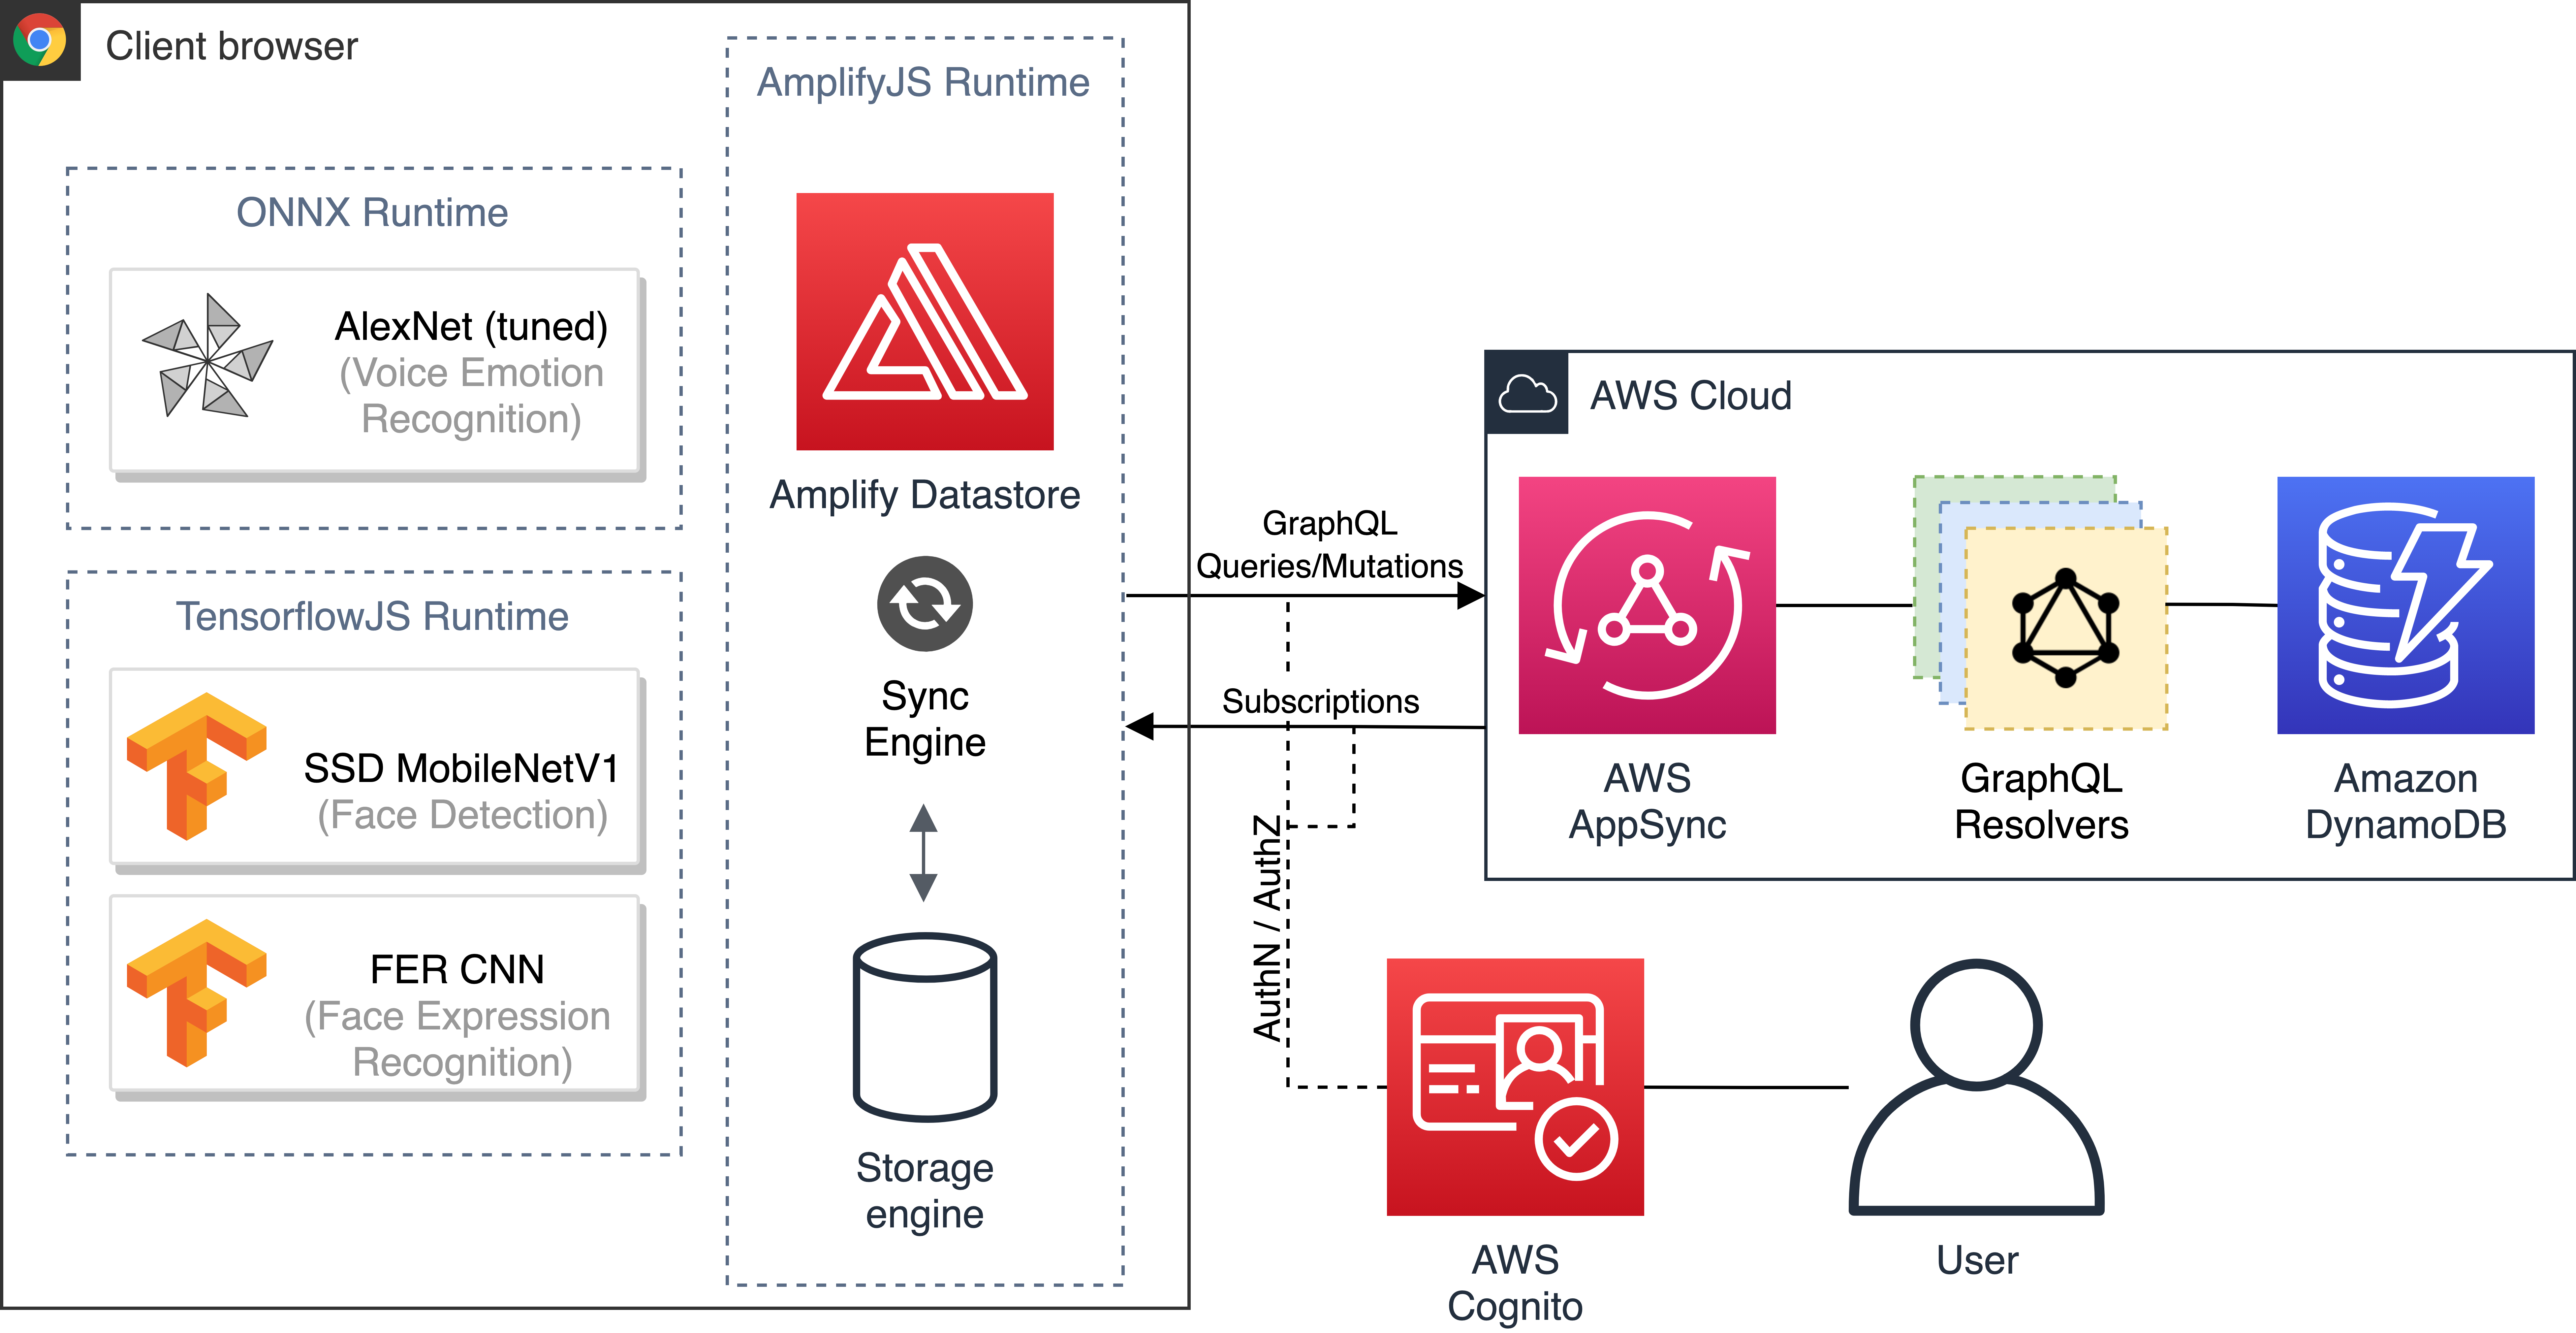 Client browser
ONNX Runtime
AlexNet (tuned)
(Voice Emotion
Recognition)
TensorflowJS Runtime
SSD MobileNetV1
(Face Detection)
FER CNN
(Face Expression
Recognition)
AmplifyJS Runtime
Amplify Datastore
Sync
Engine
Storage
engine
GraphQL
Queries/Mutations
Subscriptions
AuthN / AuthZ
AWS Cloud
AWS
AppSync
GraphQL
Resolvers
Amazon
DynamoDB
AWS
Cognito
User